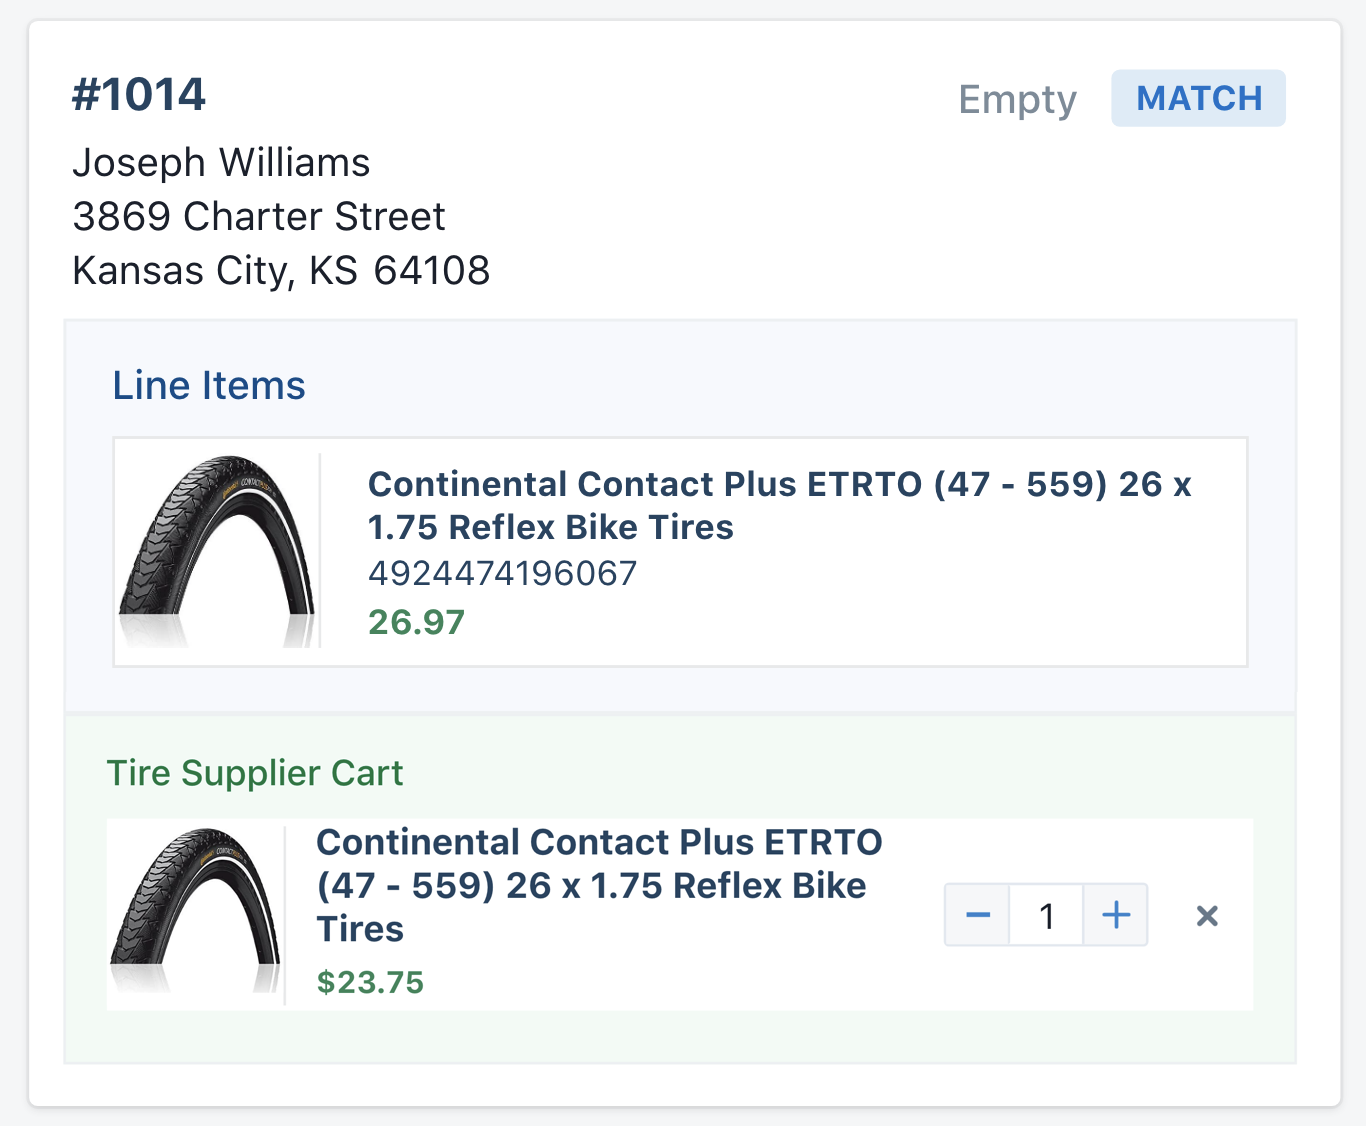 #1014
Empty
MATCH
Joseph Williams
3869 Charter Street
Kansas City, KS 64108
Line Items
Continental Contact Plus ETRTO (47 - 559) 26 x
1.75 Reflex Bike Tires
4924474196067
26.97
Tire Supplier Cart
Continental Contact Plus ETRTO
(47 - 559) 26 x 1.75 Reflex Bike
Tires
$23.75
− 1 + ×